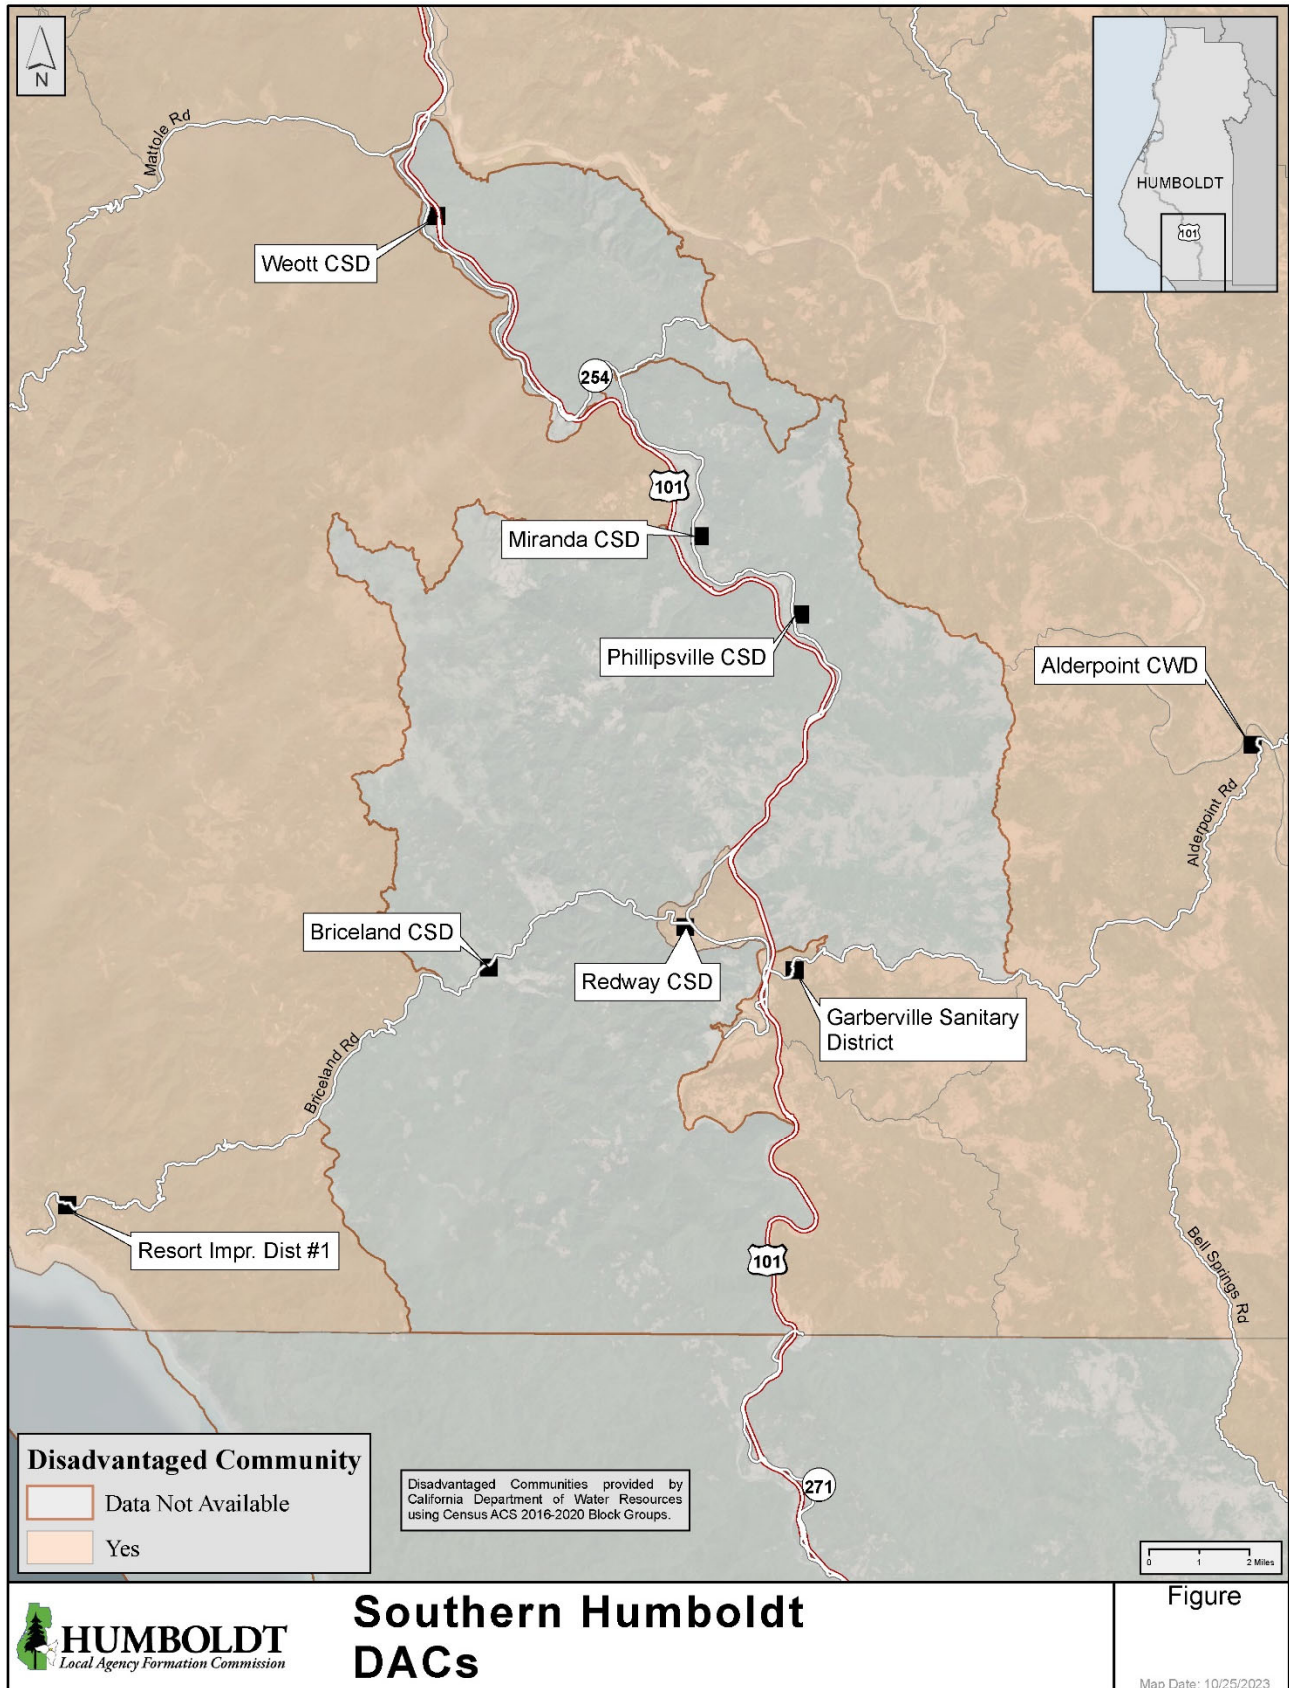 N
Mattole Rd
HUMBOLDT
101
Weott CSD
254
101
Miranda CSD
Phillipsville CSD
Alderpoint CWD
Alderpoint Rd
Briceland CSD
Redway CSD
Garberville Sanitary
District
Briceland Rd
Resort Impr. Dist #1
101
Bell Springs Rd
271
Disadvantaged Community
Data Not Available
Yes
Disadvantaged Communities provided by
California Department of Water Resources
using Census ACS 2016-2020 Block Groups.
0 1 2 Miles
HUMBOLDT
Local Agency Formation Commission
Southern Humboldt
DACs
Figure
Map Date: 10/25/2023